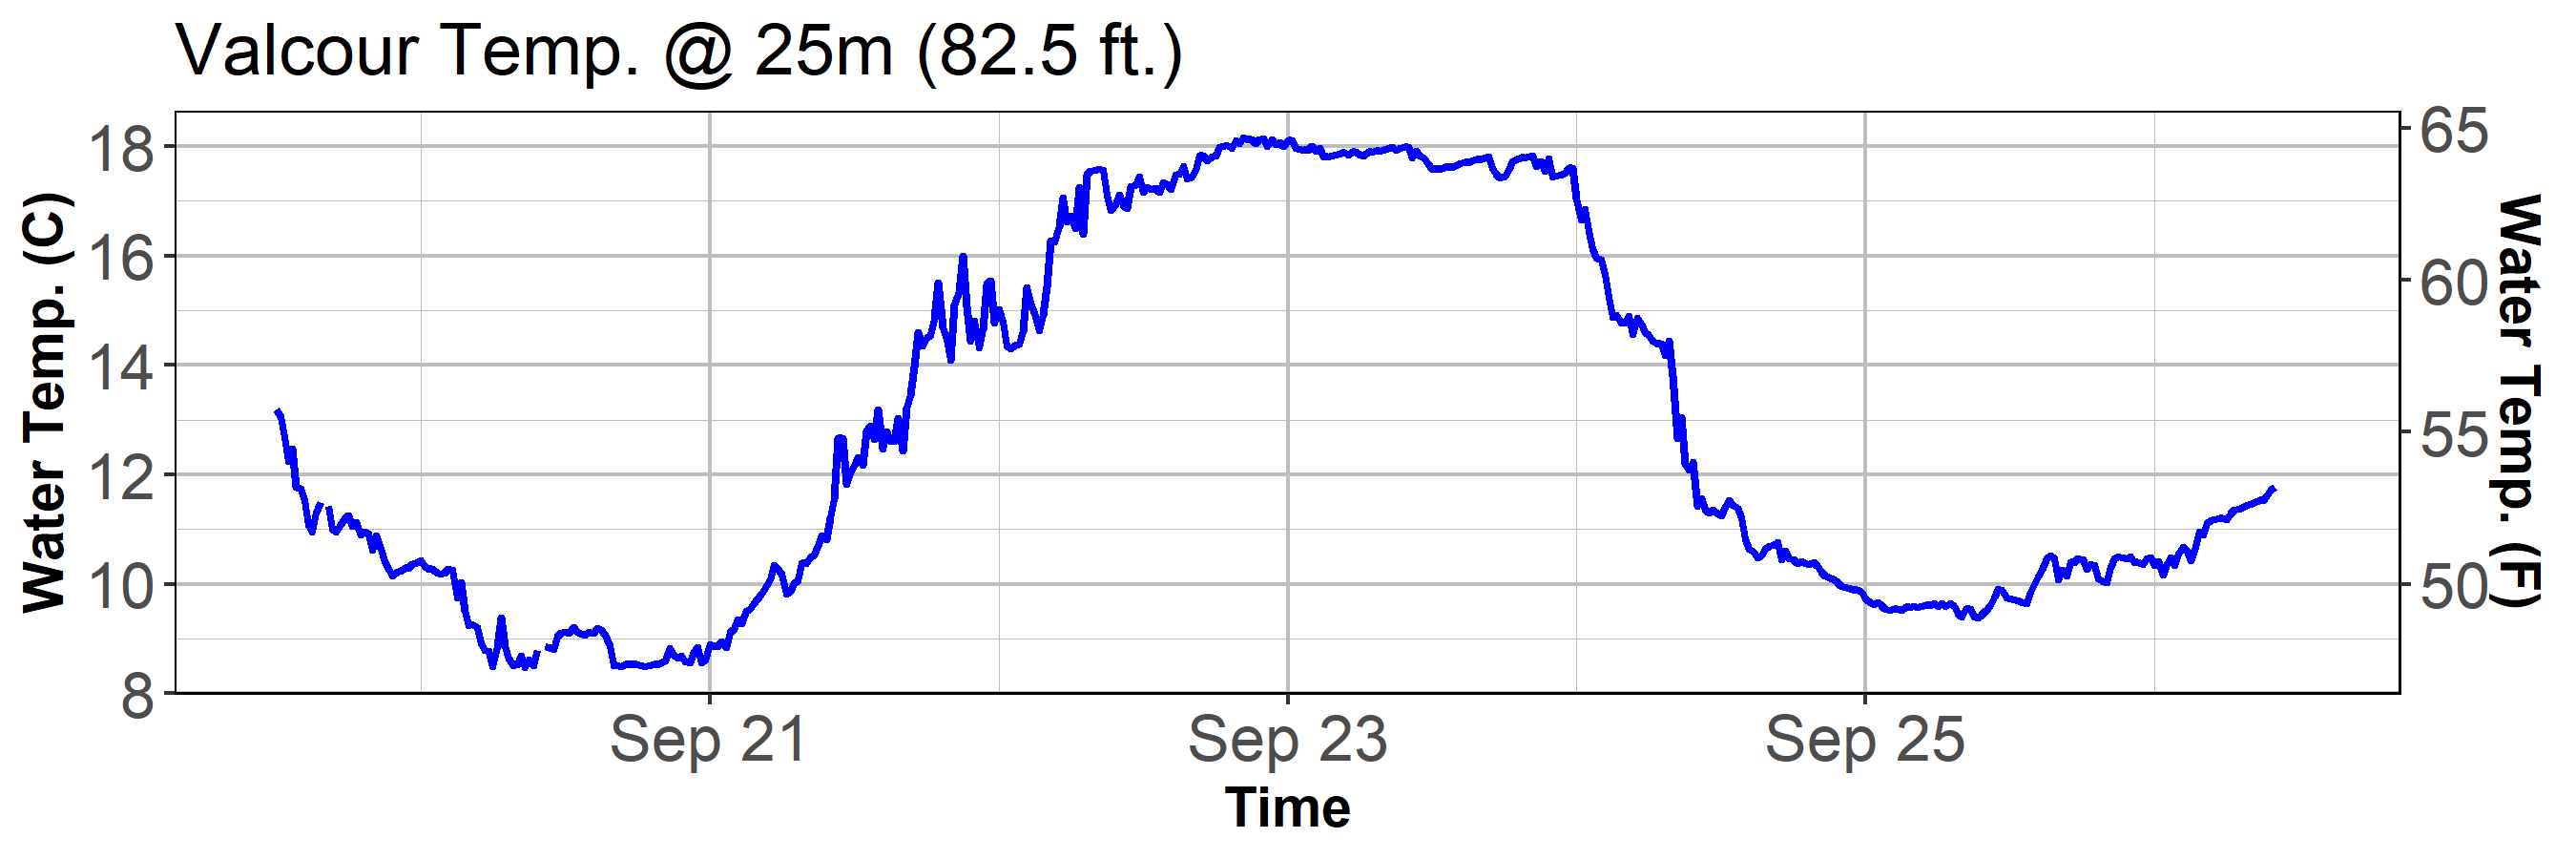 Valcour Temp. @ 25m (82.5 ft.)
Water Temp. (C)
18
16
14
12
10
8
65
60
55
50
Water Temp. (F)
Sep 21 Sep 23 Sep 25
Time